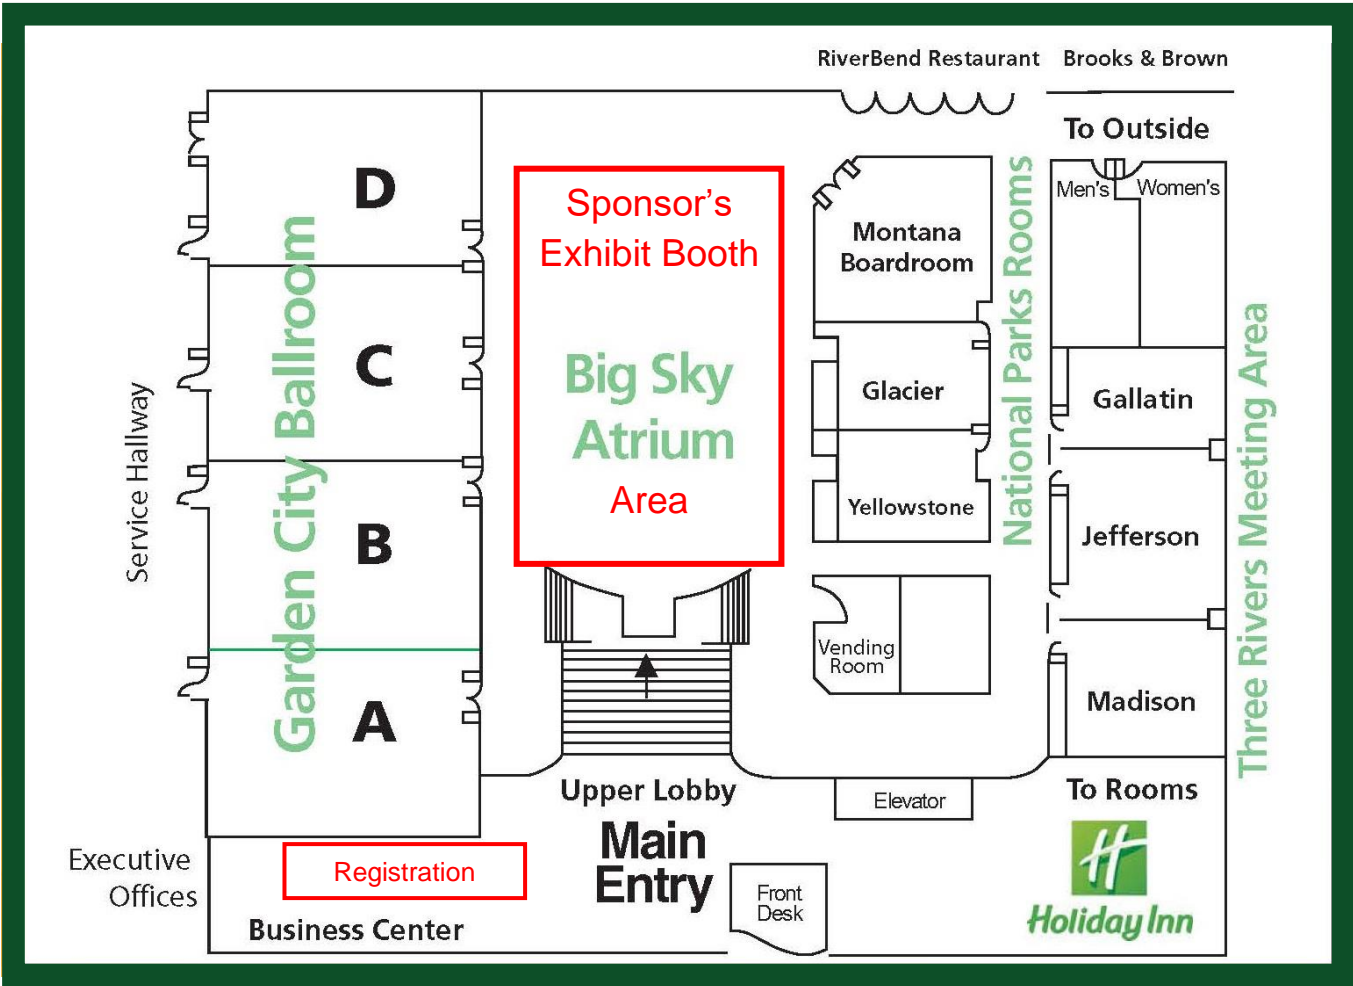 RiverBend Restaurant
Brooks & Brown
To Outside
D
Sponsor’s
Exhibit Booth
Montana
Boardroom
Men's
Women's
National Parks Rooms
Garden City Ballroom
C
Big Sky
Atrium
Glacier
Gallatin
Three Rivers Meeting Area
Service Hallway
Area
Yellowstone
B
Jefferson
Vending
Room
A
Madison
Upper Lobby
Elevator
To Rooms
Main
Entry
Executive
Offices
Registration
Front
Desk
H
Holiday Inn
Business Center